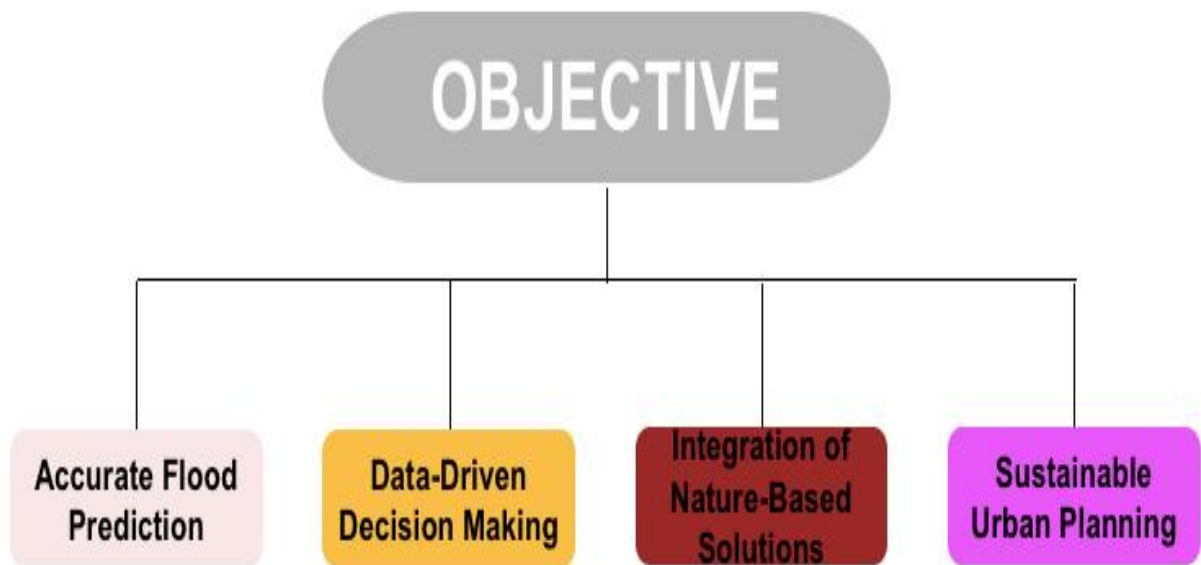 OBJECTIVE
Accurate Flood
Prediction
Data-Driven
Decision Making
Integration of
Nature-Based
Solutions
Sustainable
Urban Planning